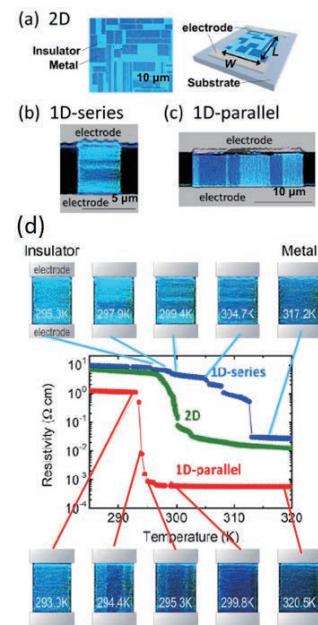 (a) 2D
electrode
Insulator
Metal
10 μm
W
L
Substrate
(b) 1D-series
(c) 1D-parallel
electrode
electrode
electrode
electrode
5 μm
10 μm
(d)
Insulator
Metal
electrode
295.3K
297.9K
299.4K
304.7K
317.2K
electrode
10¹
10⁰
10⁻¹
10⁻²
10⁻³
10⁻⁴
Resistivity (Ω cm)
1D-series
2D
1D-parallel
290
300
310
320
Temperature (K)
293.3K
294.4K
295.3K
299.8K
320.5K